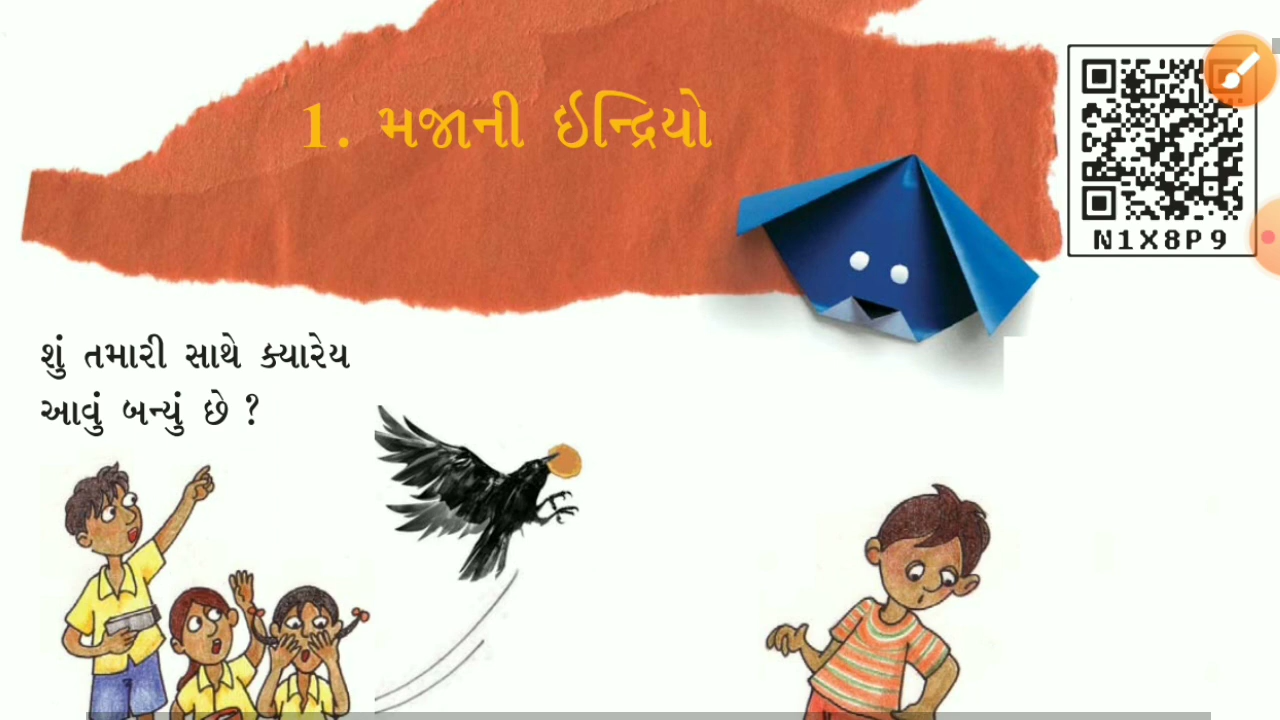 1. મજાની ઇન્દ્રિયો
N1X8P9
શું તમારી સાથે ક્યારેય
આવું બન્યું છે ?